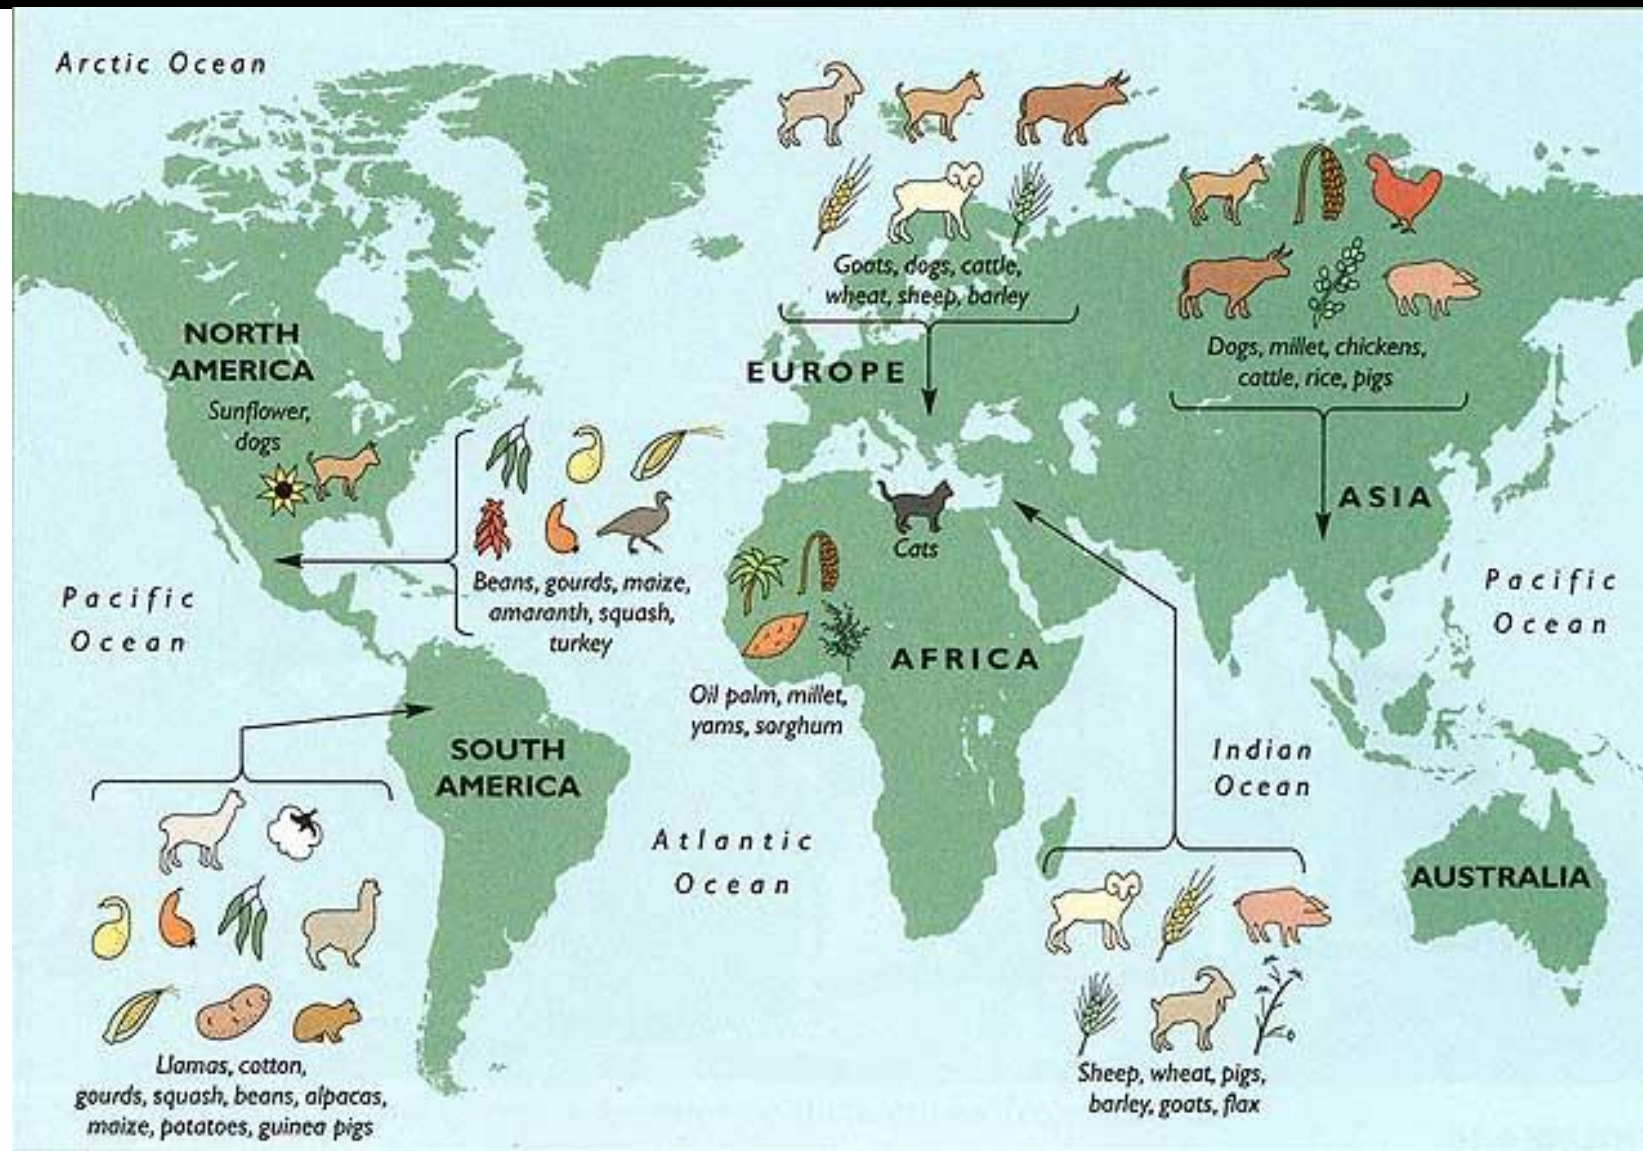 Arctic Ocean
Goats, dogs, cattle,
wheat, sheep, barley
NORTH
AMERICA
Sunflower,
dogs
EUROPE
Dogs, millet, chickens,
cattle, rice, pigs
ASIA
Cats
Beans, gourds, maize,
amaranth, squash,
turkey
Pacific
Ocean
Pacific
Ocean
AFRICA
Oil palm, millet,
yams, sorghum
SOUTH
AMERICA
Indian
Ocean
Atlantic
Ocean
AUSTRALIA
Llamas, cotton,
gourds, squash, beans, alpacas,
maize, potatoes, guinea pigs
Sheep, wheat, pigs,
barley, goats, flax